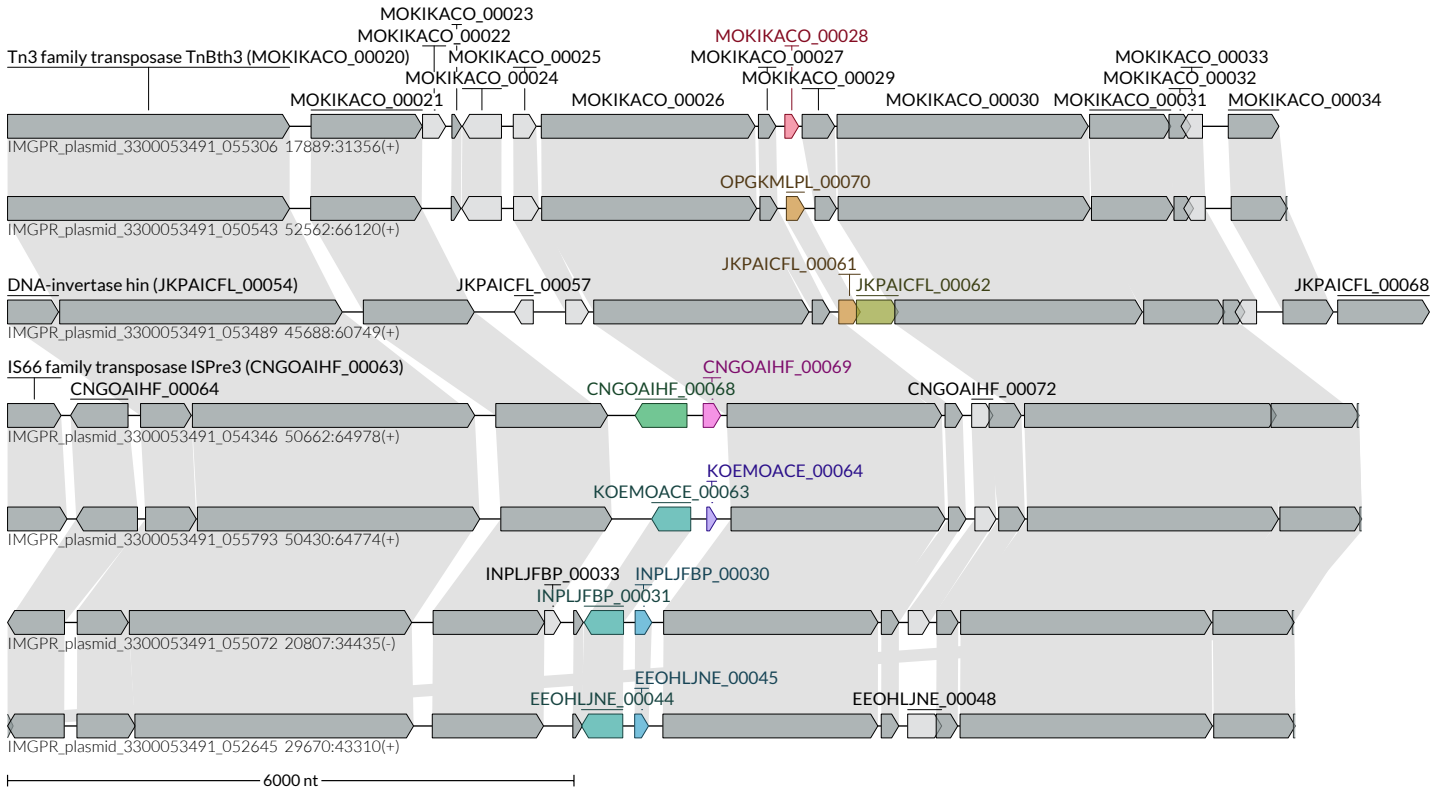 MOKIKACO_00023
MOKIKACO_00022
MOKIKACO_00028
Tn3 family transposase TnBth3 (MOKIKACO_00020)
MOKIKACO_00025
MOKIKACO_00027
MOKIKACO_00033
MOKIKACO_00024
MOKIKACO_00029
MOKIKACO_00032
MOKIKACO_00021
MOKIKACO_00026
MOKIKACO_00030
MOKIKACO_00031
MOKIKACO_00034
IMGPR_plasmid_3300053491_055306 17889:31356(+)
OPGKMLPL_00070
IMGPR_plasmid_3300053491_050543 52562:66120(+)
JKPAICFL_00061
DNA-invertase hin (JKPAICFL_00054)
JKPAICFL_00057
JKPAICFL_00062
JKPAICFL_00068
IMGPR_plasmid_3300053491_053489 45688:60749(+)
IS66 family transposase ISPre3 (CNGOAIHF_00063)
CNGOAIHF_00069
CNGOAIHF_00064
CNGOAIHF_00068
CNGOAIHF_00072
IMGPR_plasmid_3300053491_054346 50662:64978(+)
KOEMOACE_00064
KOEMOACE_00063
IMGPR_plasmid_3300053491_055793 50430:64774(+)
INPLJFBP_00033
INPLJFBP_00030
INPLJFBP_00031
IMGPR_plasmid_3300053491_055072 20807:34435(-)
EEOHLJNE_00045
EEOHLJNE_00044
EEOHLJNE_00048
IMGPR_plasmid_3300053491_052645 29670:43310(+)
6000 nt